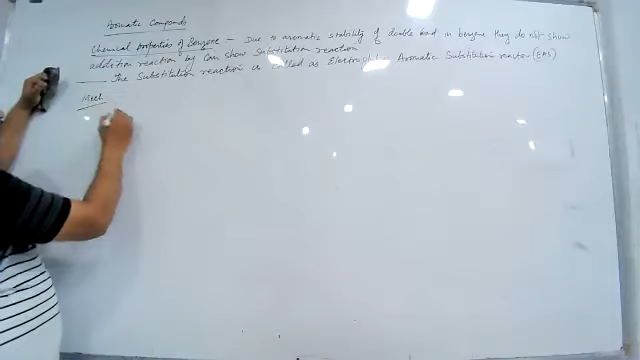 Aromatic Compounds
Chemical properties of Benzene – Due to aromatic stability of double bond in benzene they do not show
addition reaction by can show Substitution reaction
The Substitution reaction is called as Electrophilic Aromatic Substitution reaction (EAS)
Mech